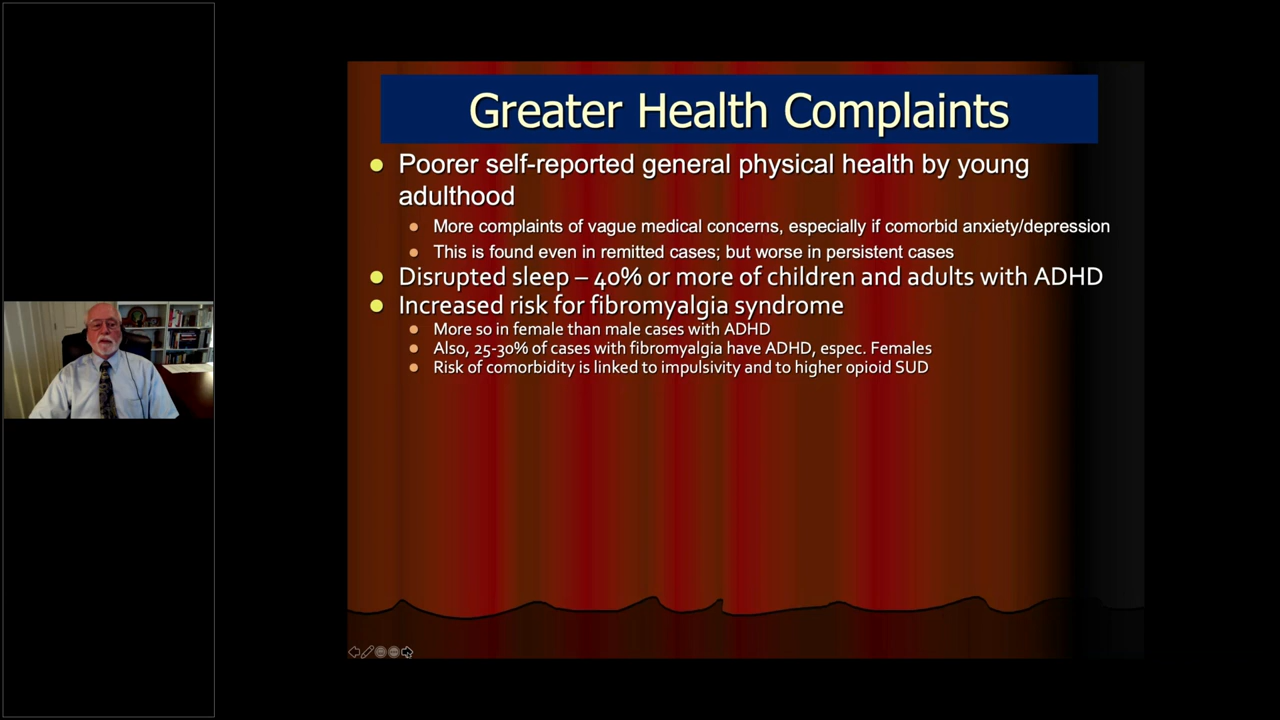 Greater Health Complaints
Poorer self-reported general physical health by young
adulthood
More complaints of vague medical concerns, especially if comorbid anxiety/depression
This is found even in remitted cases; but worse in persistent cases
Disrupted sleep – 40% or more of children and adults with ADHD
Increased risk for fibromyalgia syndrome
More so in female than male cases with ADHD
Also, 25-30% of cases with fibromyalgia have ADHD, espec. Females
Risk of comorbidity is linked to impulsivity and to higher opioid SUD